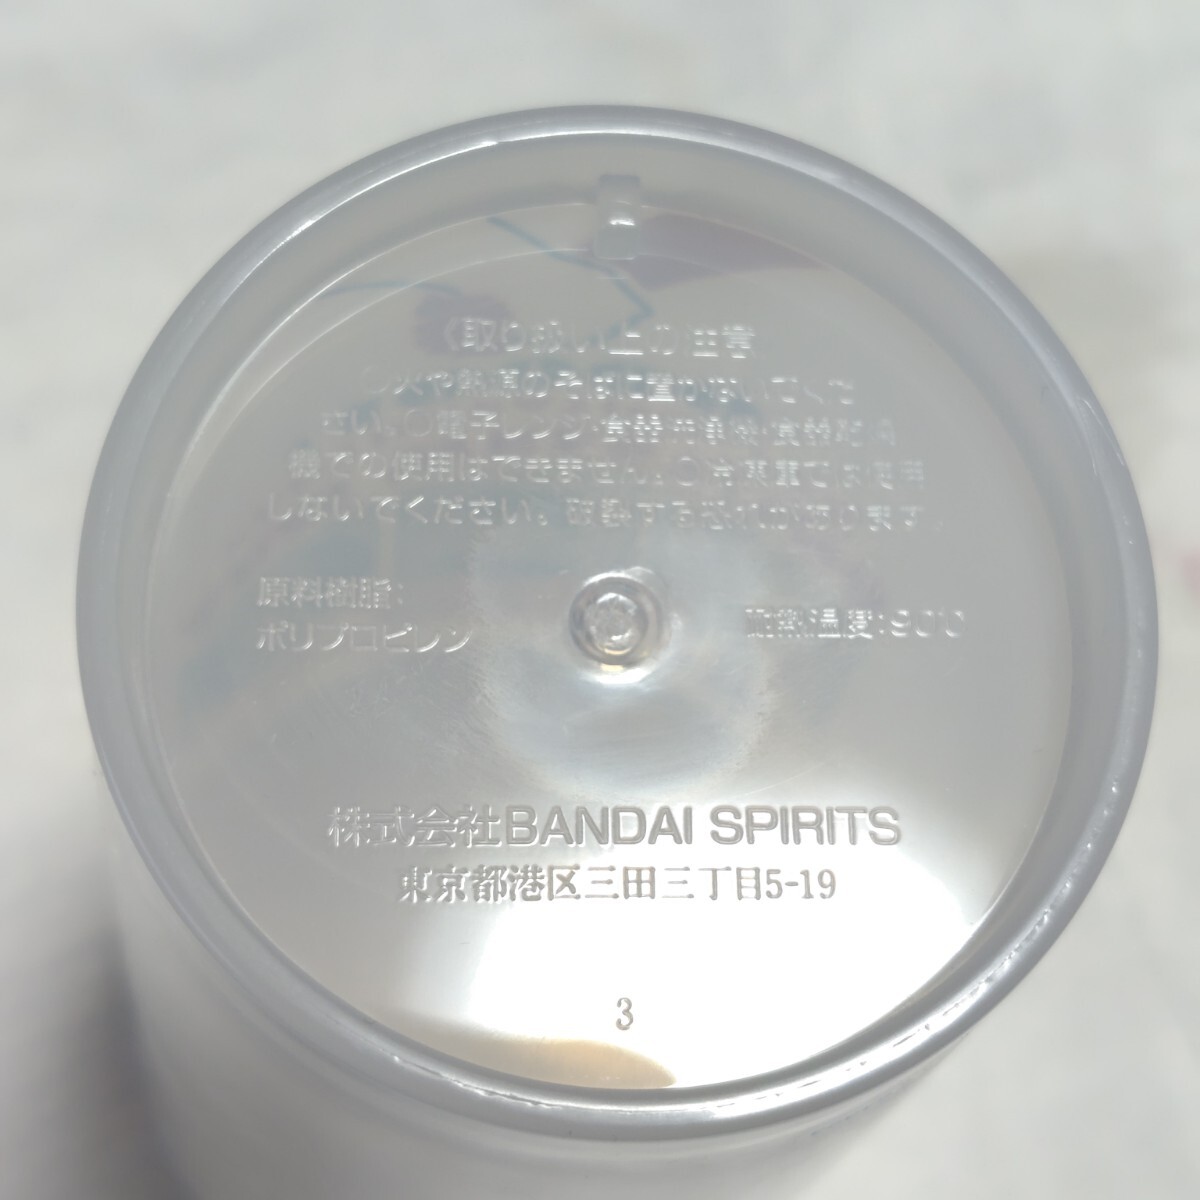 《取り扱い上の注意
○火や熱源のそばに置かないでくだ
さい。○電子レンジ・食器洗浄機・食器乾燥
機での使用はできません。○冷凍庫では使用
しないでください。破裂する恐れがあります。
原料樹脂:
ポリプロピレン
耐熱温度:90℃
株式会社BANDAI SPIRITS
東京都港区三田三丁目5-19
3